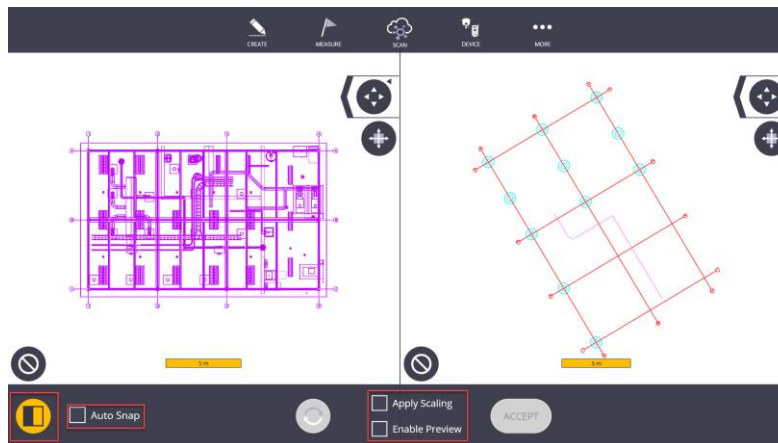 CREATE
MEASURE
SCAN
DEVICE
MORE
5 m
5 m
Auto Snap
Apply Scaling
Enable Preview
ACCEPT